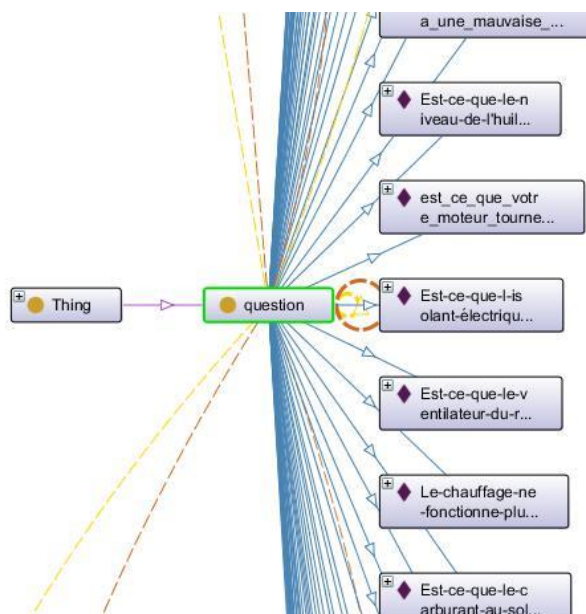 a_une_mauvaise_...
Est-ce-que-le-n
iveau-de-l'huil...
est_ce_que_votr
e_moteur_tourne...
Thing
question
Est-ce-que-l-is
olant-électriqu...
Est-ce-que-le-v
entilateur-du-r...
Le-chauffage-ne
-fonctionne-plu...
Est-ce-que-le-c
arburant-au-sol...